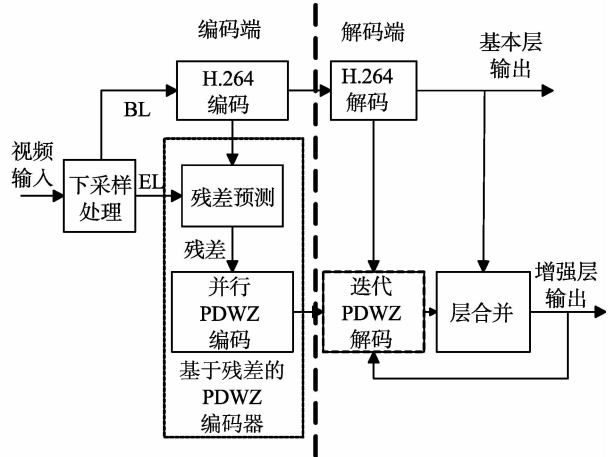 编码端
解码端
H.264
编码
H.264
解码
基本层
输出
BL
视频
输入
下采样
处理
EL
残差预测
残差
并行
PDWZ
编码
迭代
PDWZ
解码
层合并
增强层
输出
基于残差的
PDWZ
编码器